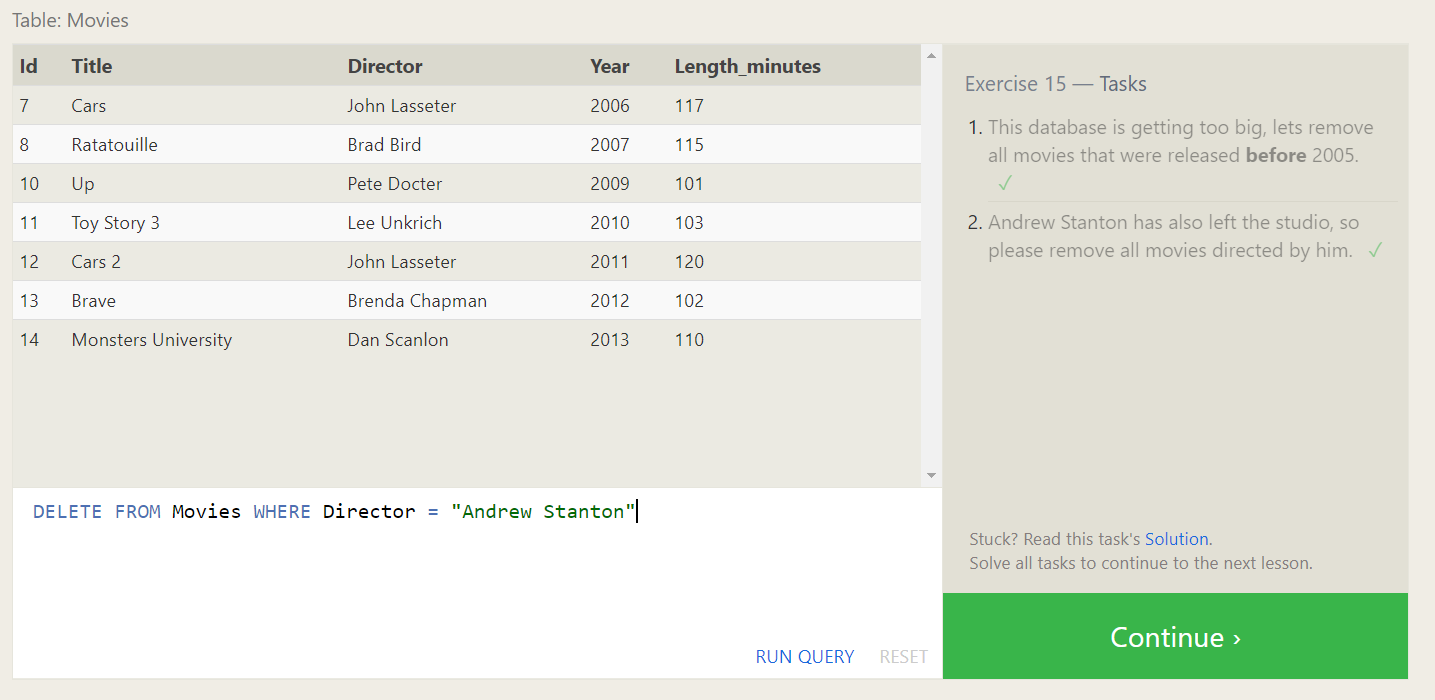 Table: Movies
Id Title Director Year Length_minutes
7 Cars John Lasseter 2006 117
8 Ratatouille Brad Bird 2007 115
10 Up Pete Docter 2009 101
11 Toy Story 3 Lee Unkrich 2010 103
12 Cars 2 John Lasseter 2011 120
13 Brave Brenda Chapman 2012 102
14 Monsters University Dan Scanlon 2013 110
DELETE FROM Movies WHERE Director = "Andrew Stanton"
RUN QUERY RESET
Exercise 15 — Tasks
1. This database is getting too big, lets remove
all movies that were released before 2005.
✓
2. Andrew Stanton has also left the studio, so
please remove all movies directed by him. ✓
Stuck? Read this task's Solution.
Solve all tasks to continue to the next lesson.
Continue ›